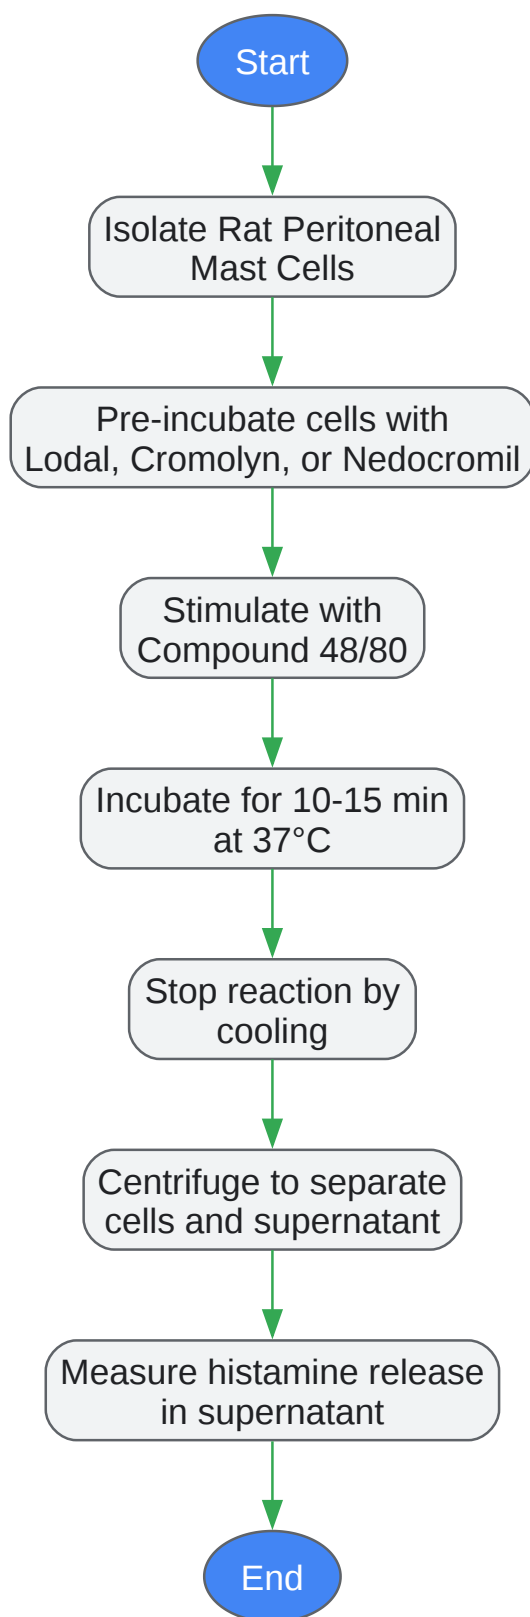 Start
Isolate Rat Peritoneal
Mast Cells
Pre-incubate cells with
Lodal, Cromolyn, or Nedocromil
Stimulate with
Compound 48/80
Incubate for 10-15 min
at 37°C
Stop reaction by
cooling
Centrifuge to separate
cells and supernatant
Measure histamine release
in supernatant
End